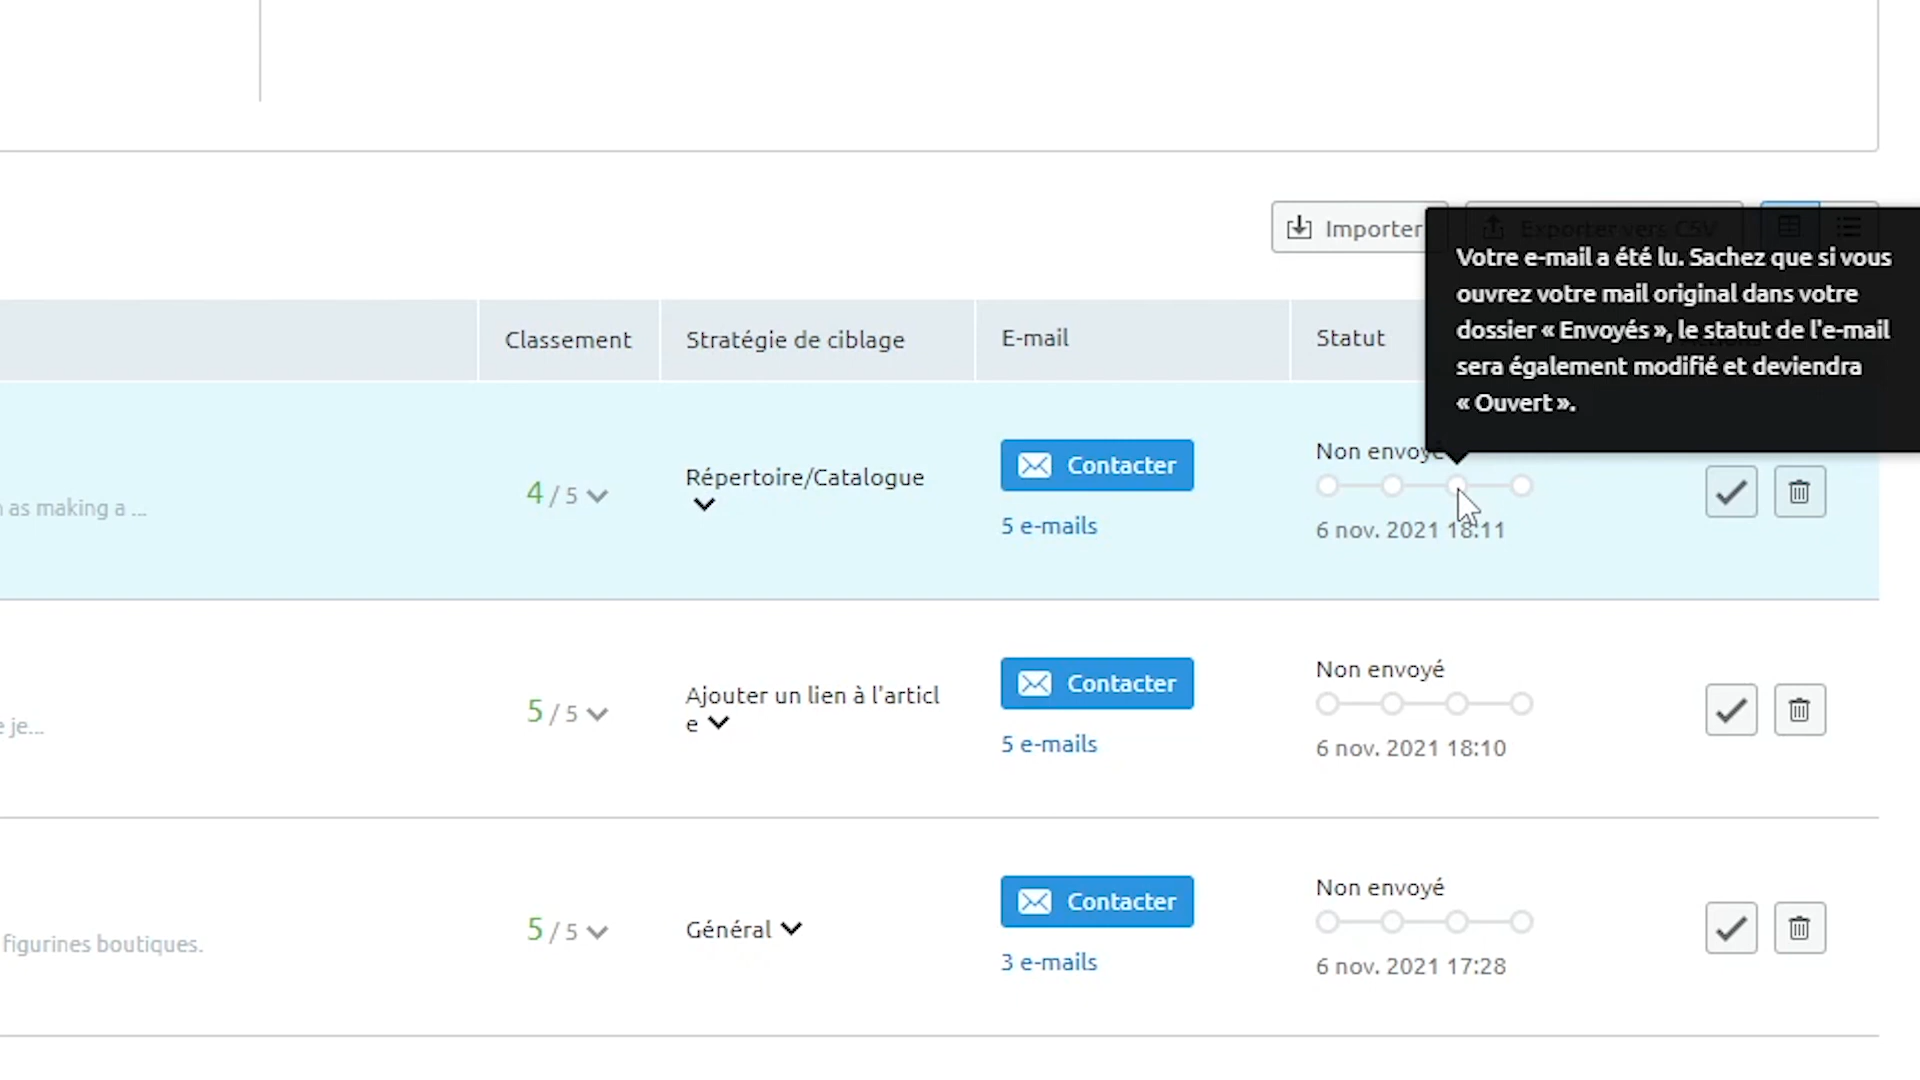 Importer
Exporter vers CSV
Votre e-mail a été lu. Sachez que si vous
ouvrez votre mail original dans votre
dossier « Envoyés », le statut de l'e-mail
sera également modifié et deviendra
« Ouvert ».
Classement
Stratégie de ciblage
E-mail
Statut
as making a ...
4 / 5
Répertoire/Catalogue
Contacter
5 e-mails
Non envoyé
6 nov. 2021 18:11
je...
5 / 5
Ajouter un lien à l'articl
e
Contacter
5 e-mails
Non envoyé
6 nov. 2021 18:10
figurines boutiques.
5 / 5
Général
Contacter
3 e-mails
Non envoyé
6 nov. 2021 17:28